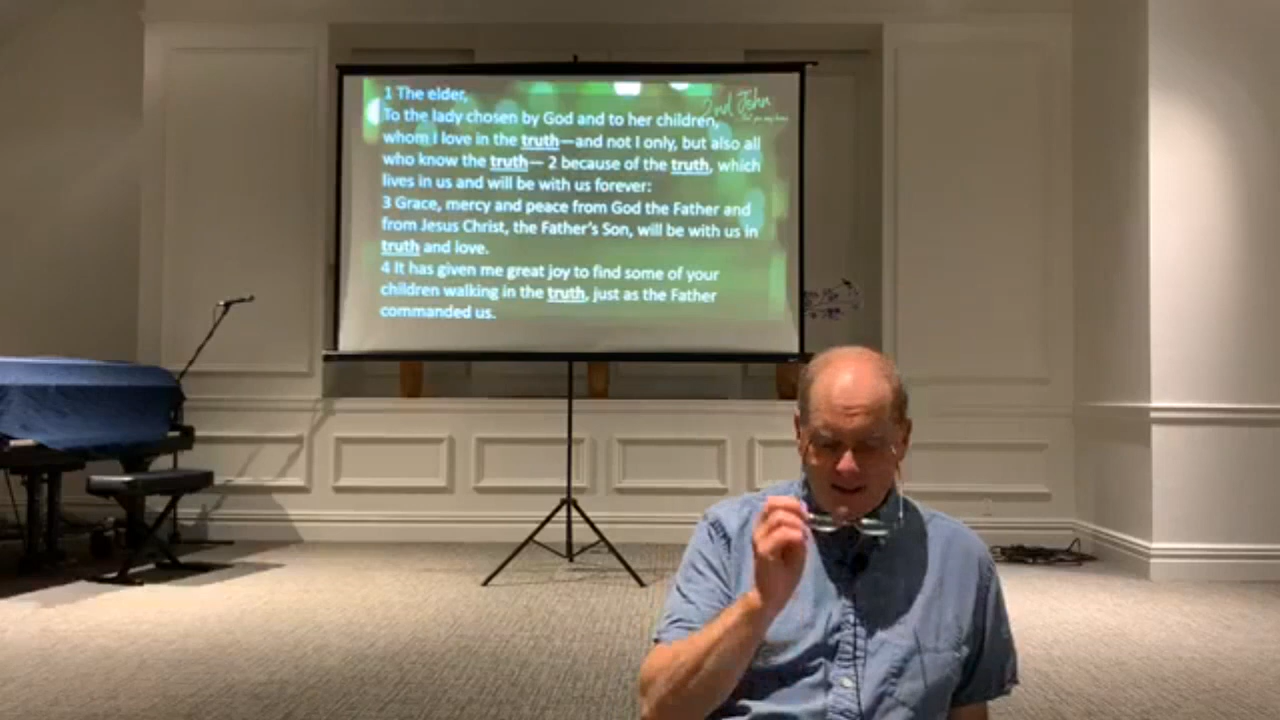 1 The elder,
2nd John
To the lady chosen by God and to her children,
whom I love in the truth—and not I only, but also all
who know the truth— 2 because of the truth, which
lives in us and will be with us forever:
3 Grace, mercy and peace from God the Father and
from Jesus Christ, the Father's Son, will be with us in
truth and love.
4 It has given me great joy to find some of your
children walking in the truth, just as the Father
commanded us.